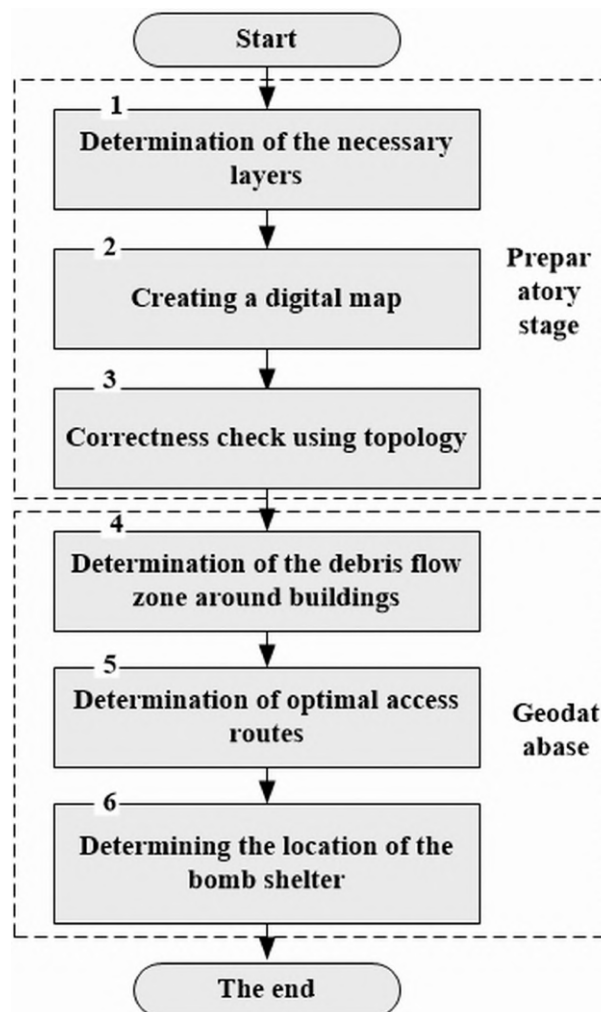 Start
1
Determination of the necessary
layers
2
Creating a digital map
Prepar
atory
stage
3
Correctness check using topology
4
Determination of the debris flow
zone around buildings
5
Determination of optimal access
routes
Geodat
abase
6
Determining the location of the
bomb shelter
The end